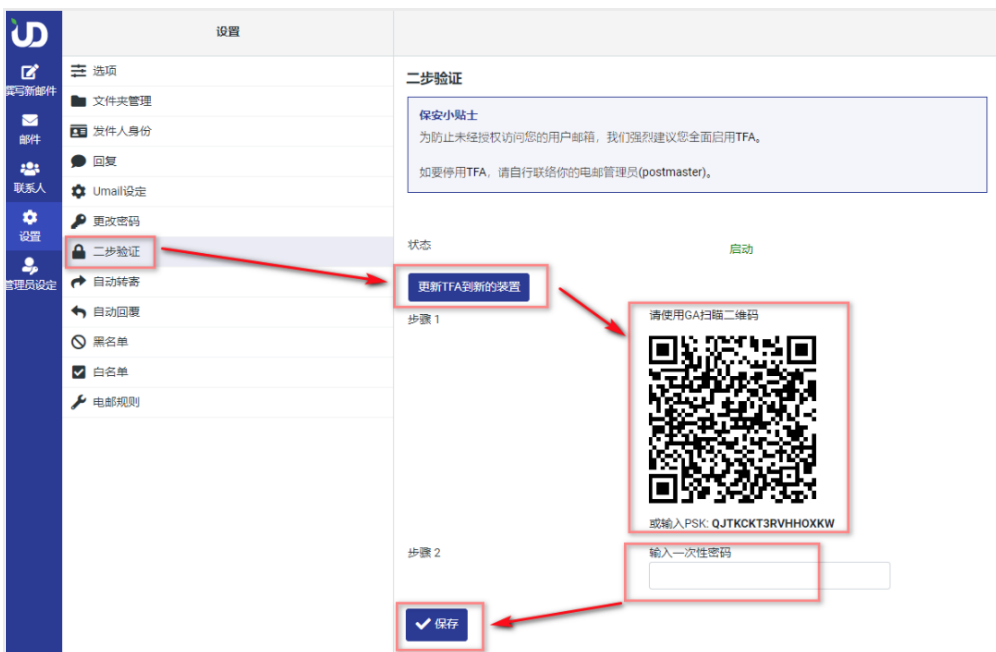 UD
撰写新邮件
邮件
联系人
设置
管理员设定
设置
选项
文件夹管理
发件人身份
回复
Umail设定
更改密码
二步验证
自动转寄
自动回覆
黑名单
白名单
电邮规则
二步验证
保安小贴士
为防止未经授权访问您的用户邮箱，我们强烈建议您全面启用TFA。
如要停用TFA，请自行联络你的电邮管理员(postmaster)。
状态
启动
更新TFA到新的装置
步骤 1
请使用GA扫瞄二维码
或输入PSK: QJTKCKT3RVHHOXKW
步骤 2
输入一次性密码
保存